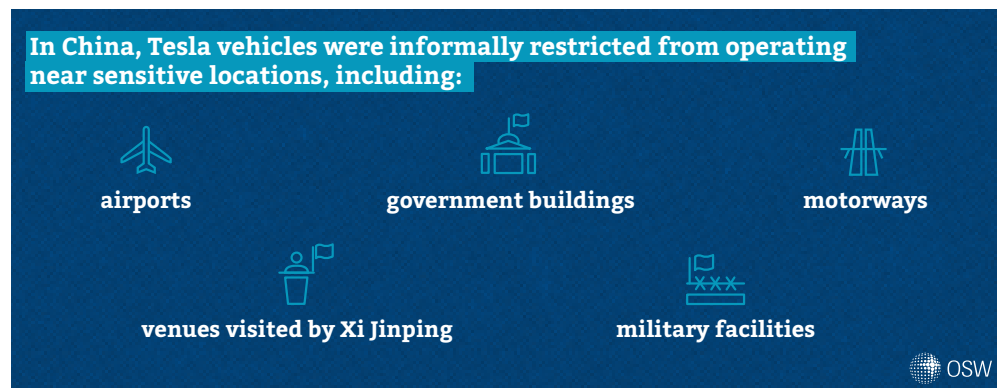 In China, Tesla vehicles were informally restricted from operating
near sensitive locations, including:
airports
government buildings
motorways
venues visited by Xi Jinping
military facilities
OSW